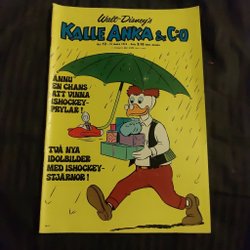 Walt Disney's
KALLE ANKA & C:O
ÄNNU
EN CHANS
ATT VINNA
ISHOCKEY-
PRYLAR!
TVÅ NYA
IDOLBILDER
MED ISHOCKEY-
STJÄRNOR!